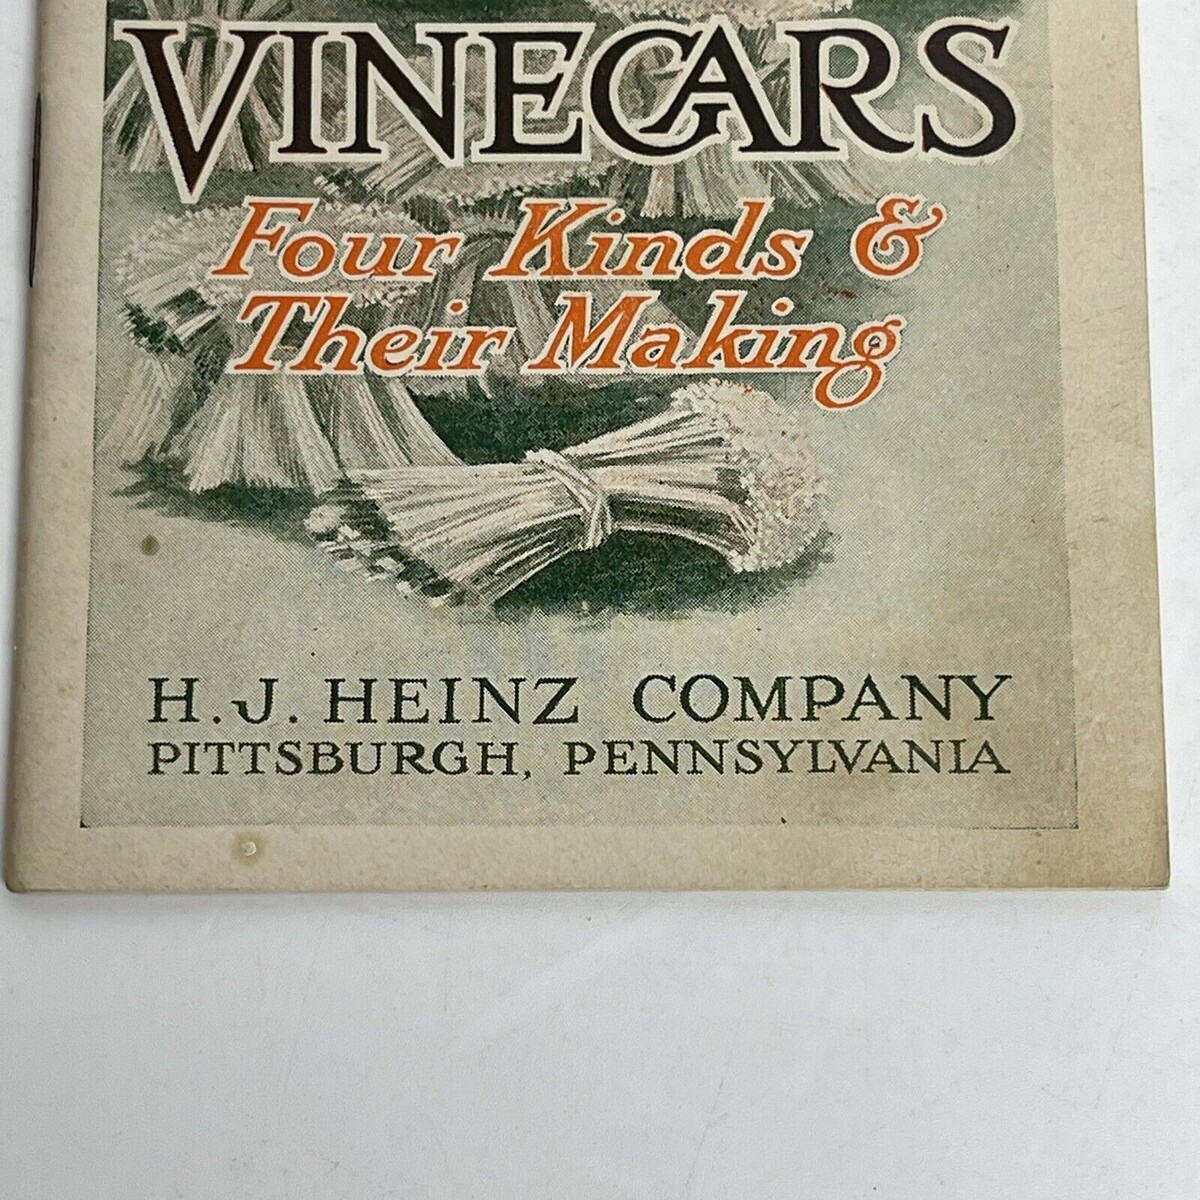 VINEGARS
Four Kinds &
Their Making
H. J. HEINZ COMPANY
PITTSBURGH, PENNSYLVANIA